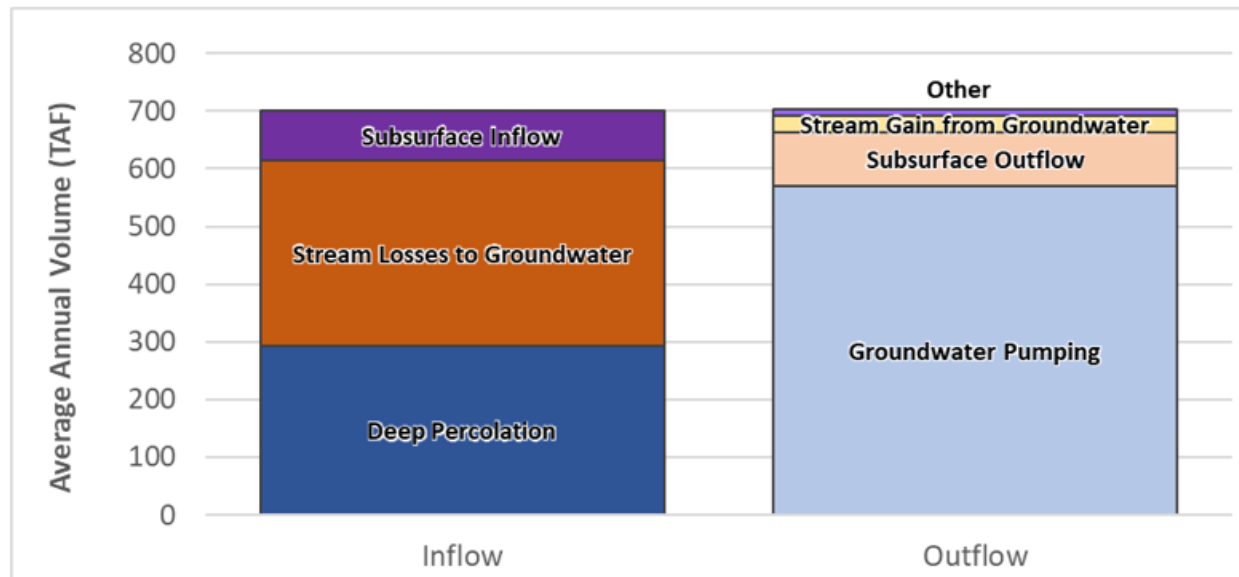 Average Annual Volume (TAF)
800
700
600
500
400
300
200
100
0
Subsurface Inflow
Stream Losses to Groundwater
Deep Percolation
Other
Stream Gain from Groundwater
Subsurface Outflow
Groundwater Pumping
Inflow
Outflow